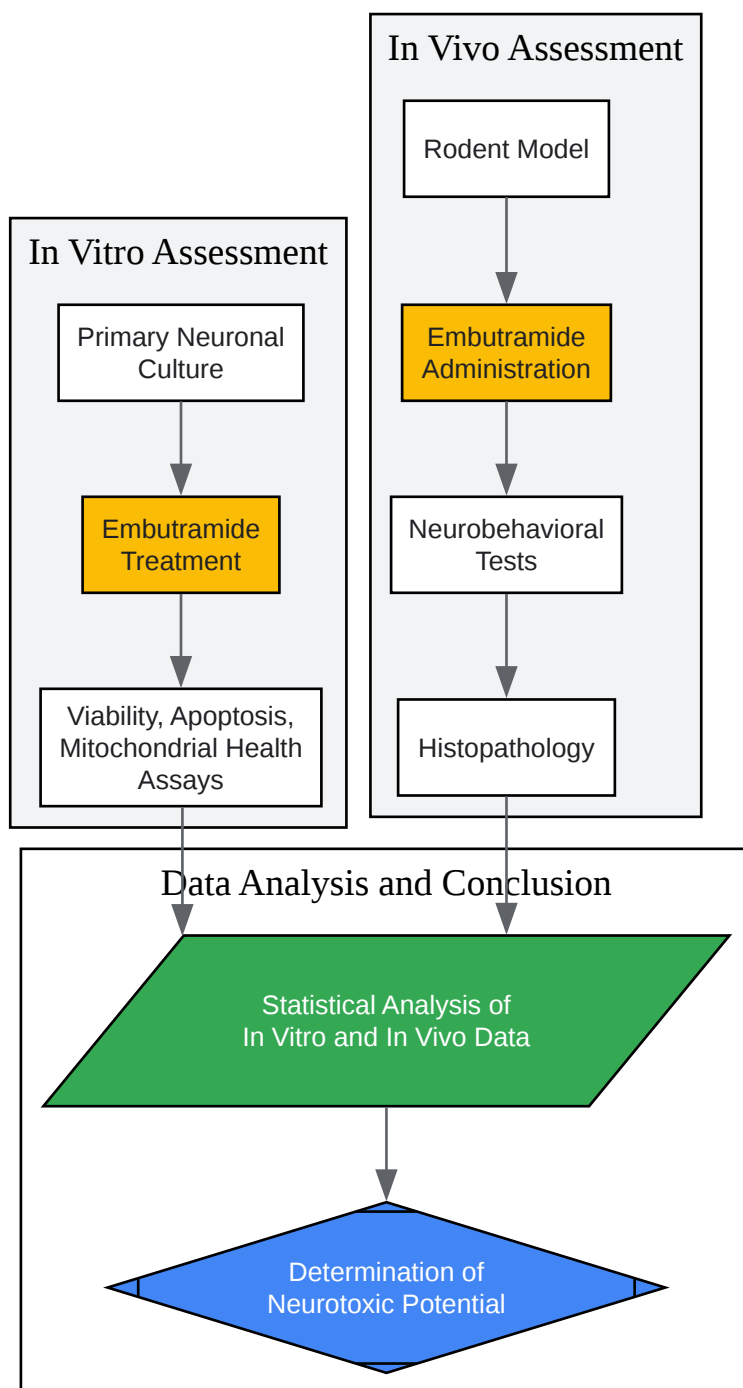 In Vivo Assessment
Rodent Model
Embutramide
Administration
Neurobehavioral
Tests
Histopathology
In Vitro Assessment
Primary Neuronal
Culture
Embutramide
Treatment
Viability, Apoptosis,
Mitochondrial Health
Assays
Data Analysis and Conclusion
Statistical Analysis of
In Vitro and In Vivo Data
Determination of
Neurotoxic Potential